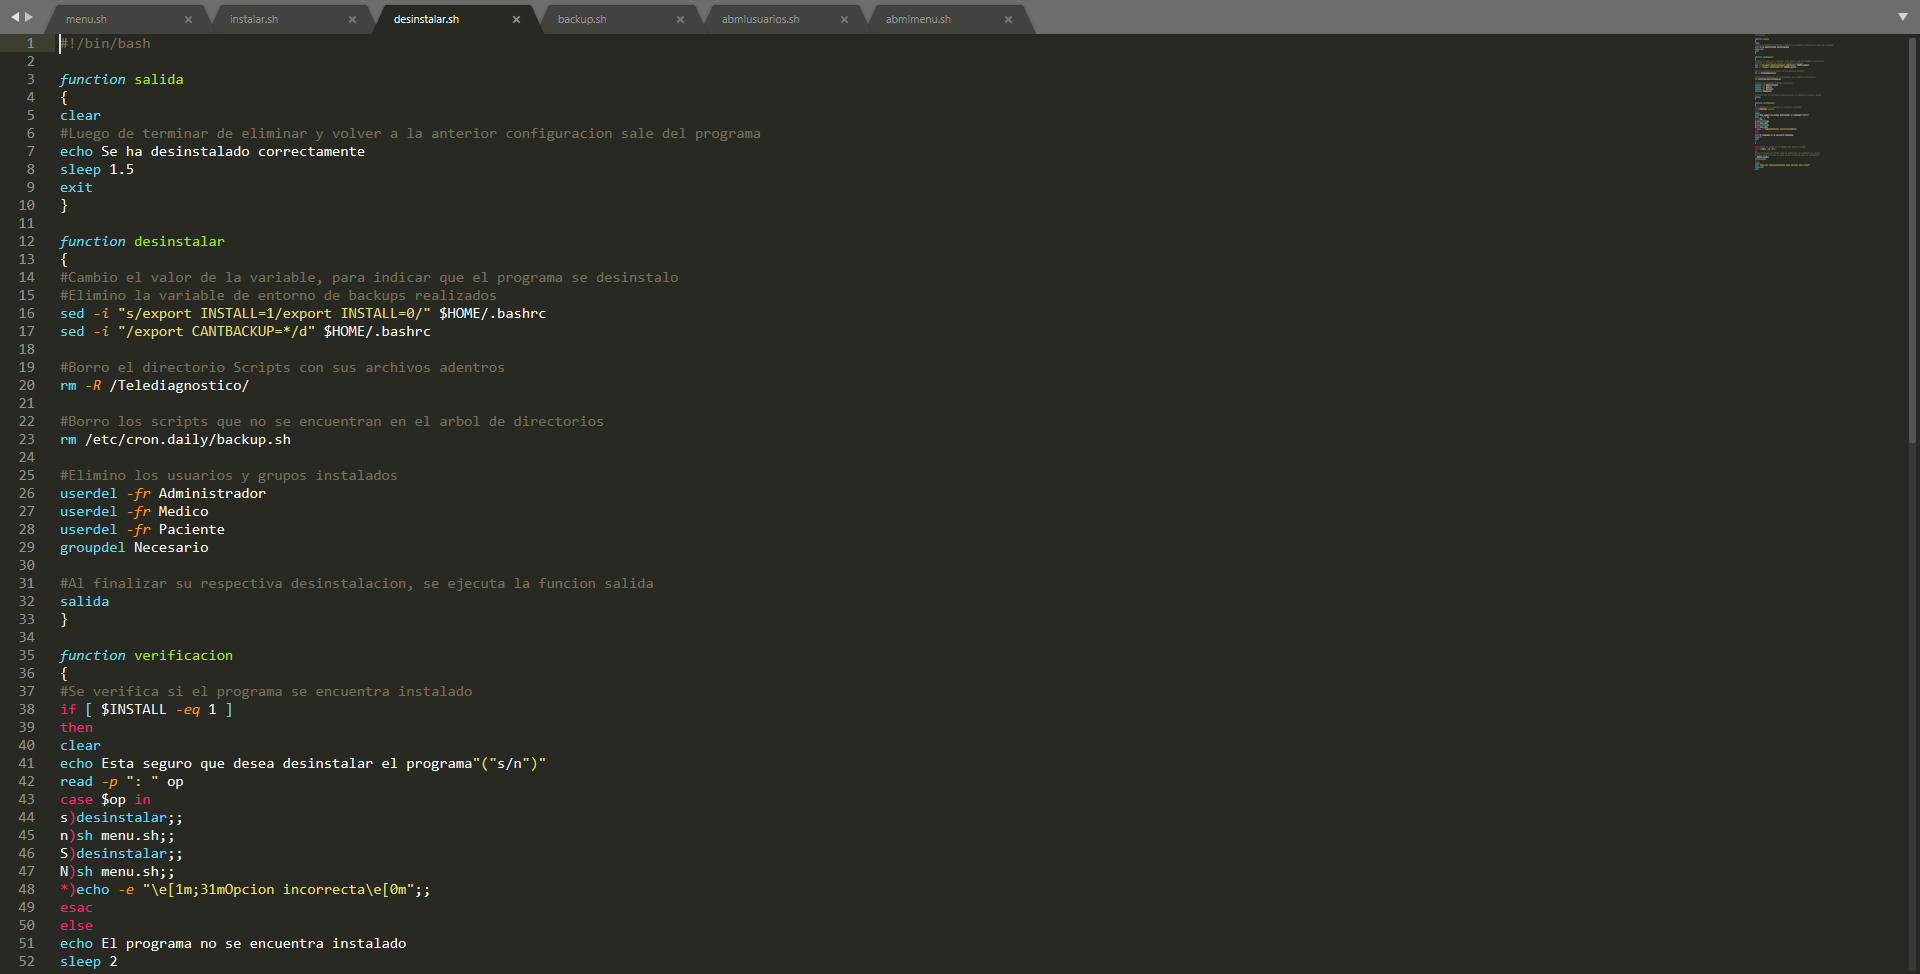 menu.sh × instalar.sh × desinstalar.sh × backup.sh × abmlusuarios.sh × abmlmenu.sh ×
1 #!/bin/bash
2
3 function salida
4 {
5 clear
6 #Luego de terminar de eliminar y volver a la anterior configuracion sale del programa
7 echo Se ha desinstalado correctamente
8 sleep 1.5
9 exit
10 }
11
12 function desinstalar
13 {
14 #Cambio el valor de la variable, para indicar que el programa se desinstalo
15 #Elimino la variable de entorno de backups realizados
16 sed -i "s/export INSTALL=1/export INSTALL=0/" $HOME/.bashrc
17 sed -i "/export CANTBACKUP=*/d" $HOME/.bashrc
18
19 #Borro el directorio Scripts con sus archivos adentros
20 rm -R /Telediagnostico/
21
22 #Borro los scripts que no se encuentran en el arbol de directorios
23 rm /etc/cron.daily/backup.sh
24
25 #Elimino los usuarios y grupos instalados
26 userdel -fr Administrador
27 userdel -fr Medico
28 userdel -fr Paciente
29 groupdel Necesario
30
31 #Al finalizar su respectiva desinstalacion, se ejecuta la funcion salida
32 salida
33 }
34
35 function verificacion
36 {
37 #Se verifica si el programa se encuentra instalado
38 if [ $INSTALL -eq 1 ]
39 then
40 clear
41 echo Esta seguro que desea desinstalar el programa"("s/n")"
42 read -p ": " op
43 case $op in
44 s)desinstalar;;
45 n)sh menu.sh;;
46 S)desinstalar;;
47 N)sh menu.sh;;
48 *)echo -e "\e[1m;31mOpcion incorrecta\e[0m";;
49 esac
50 else
51 echo El programa no se encuentra instalado
52 sleep 2